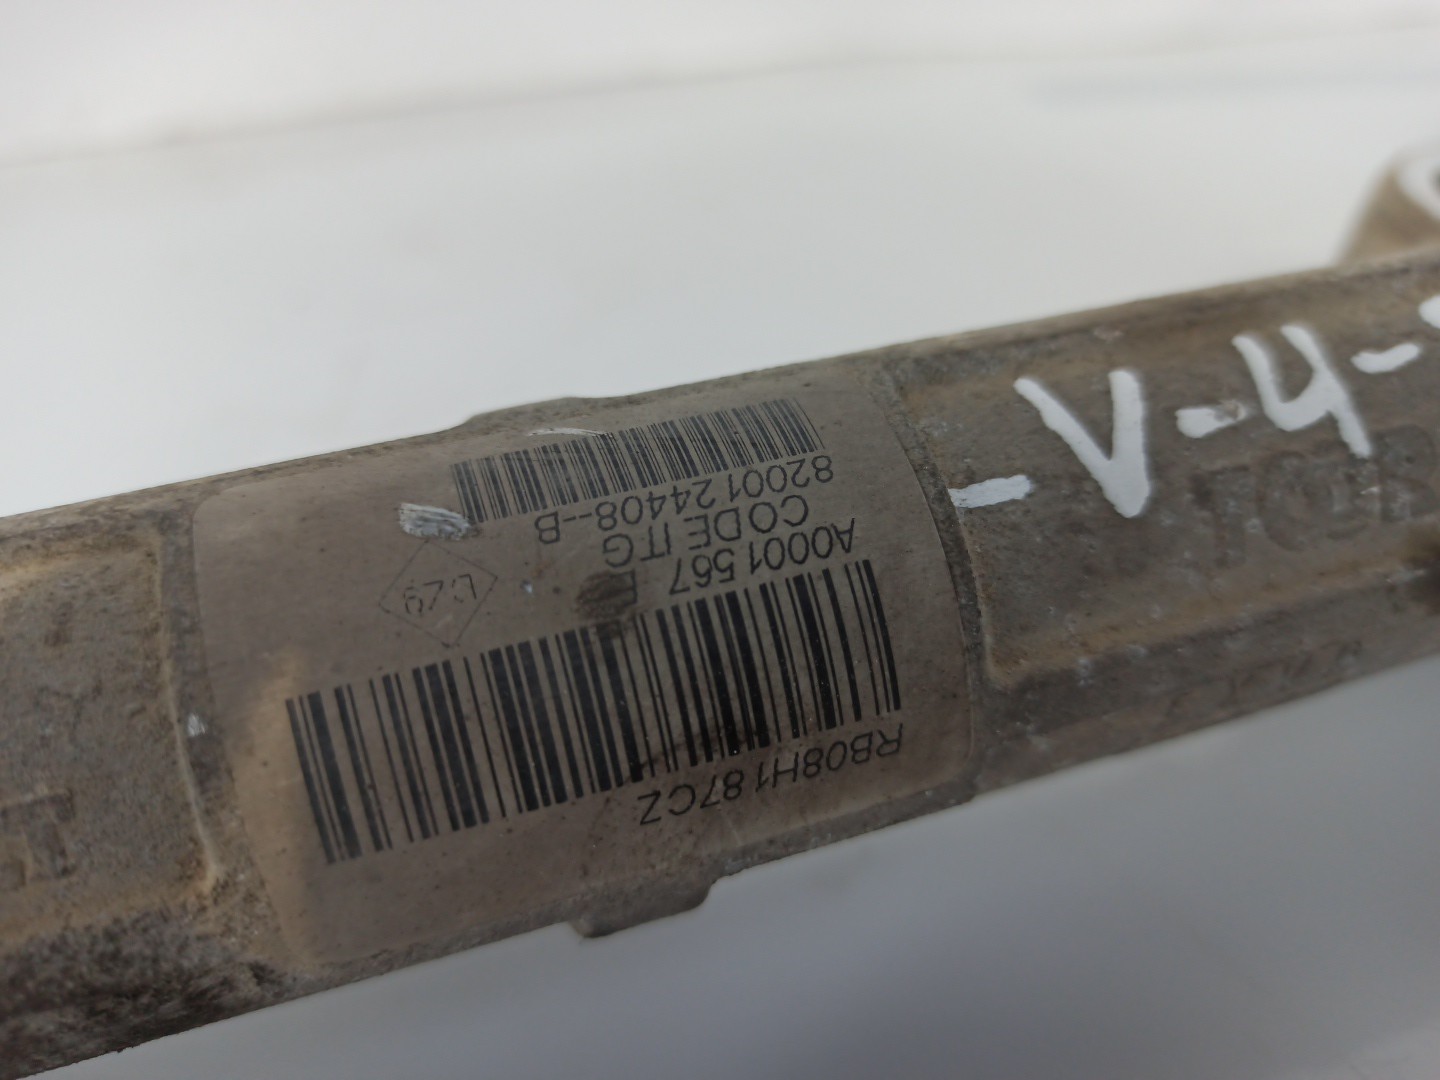 RB08H187CZ
A0001567
CODE ITG
8200124408--B
-V-4-